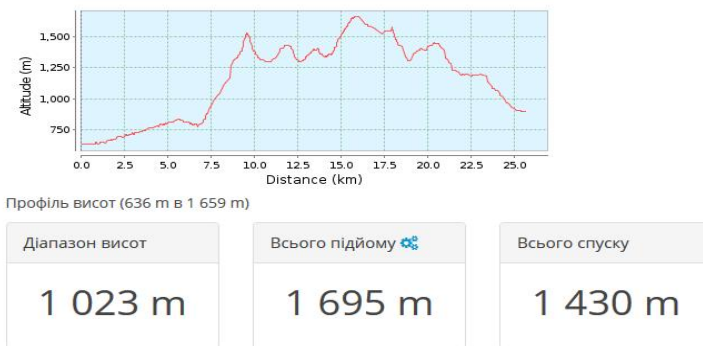 1,500
1,250
1,000
750
Altitude (m)
0.0 2.5 5.0 7.5 10.0 12.5 15.0 17.5 20.0 22.5 25.0
Distance (km)
Профіль висот (636 m в 1 659 m)
Діапазон висот
1 023 m
Всього підйому
1 695 m
Всього спуску
1 430 m